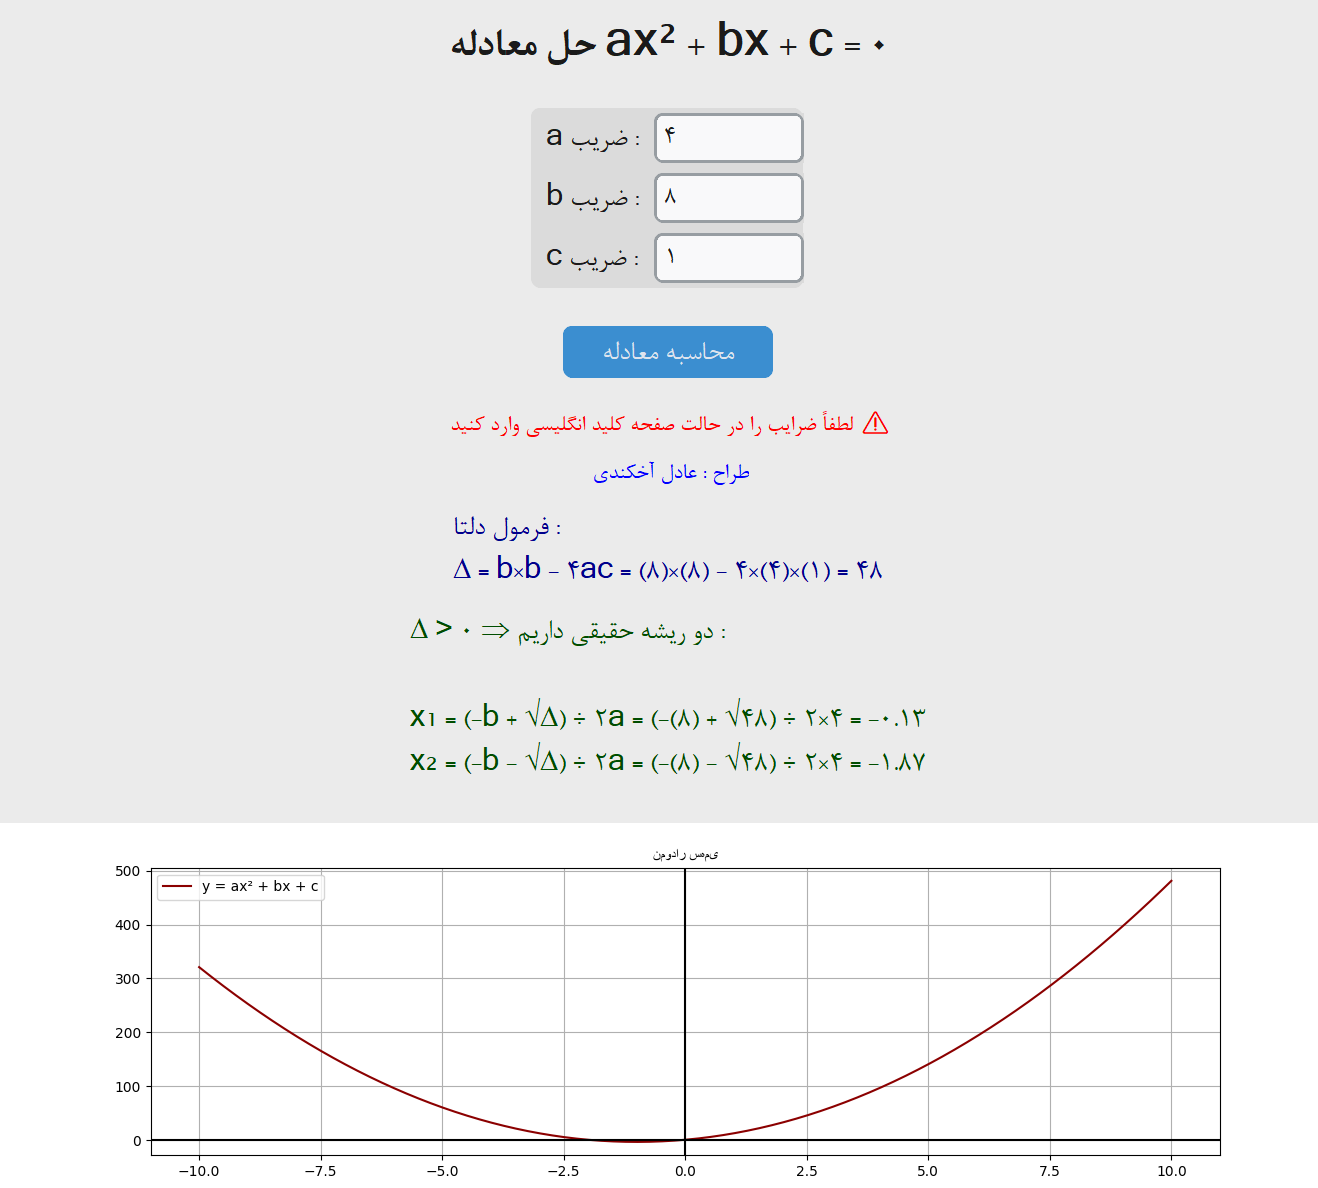 حل معادله ax² + bx + c = ۰
ضریب a : ۴
ضریب b : ۸
ضریب c : ۱
محاسبه معادله
⚠ لطفاً ضرایب را در حالت صفحه کلید انگلیسی وارد کنید
طراح : عادل آخکندی
فرمول دلتا :
Δ = b×b − ۴ac = (۸)×(۸) − ۴×(۴)×(۱) = ۴۸
Δ > ۰ ⇒ دو ریشه حقیقی داریم :
x₁ = (−b + √Δ) ÷ ۲a = (−(۸) + √۴۸) ÷ ۲×۴ = −۰.۱۳
x₂ = (−b − √Δ) ÷ ۲a = (−(۸) − √۴۸) ÷ ۲×۴ = −۱.۸۷
یمهس رادومن
y = ax² + bx + c
500
400
300
200
100
0
−10.0 −7.5 −5.0 −2.5 0.0 2.5 5.0 7.5 10.0